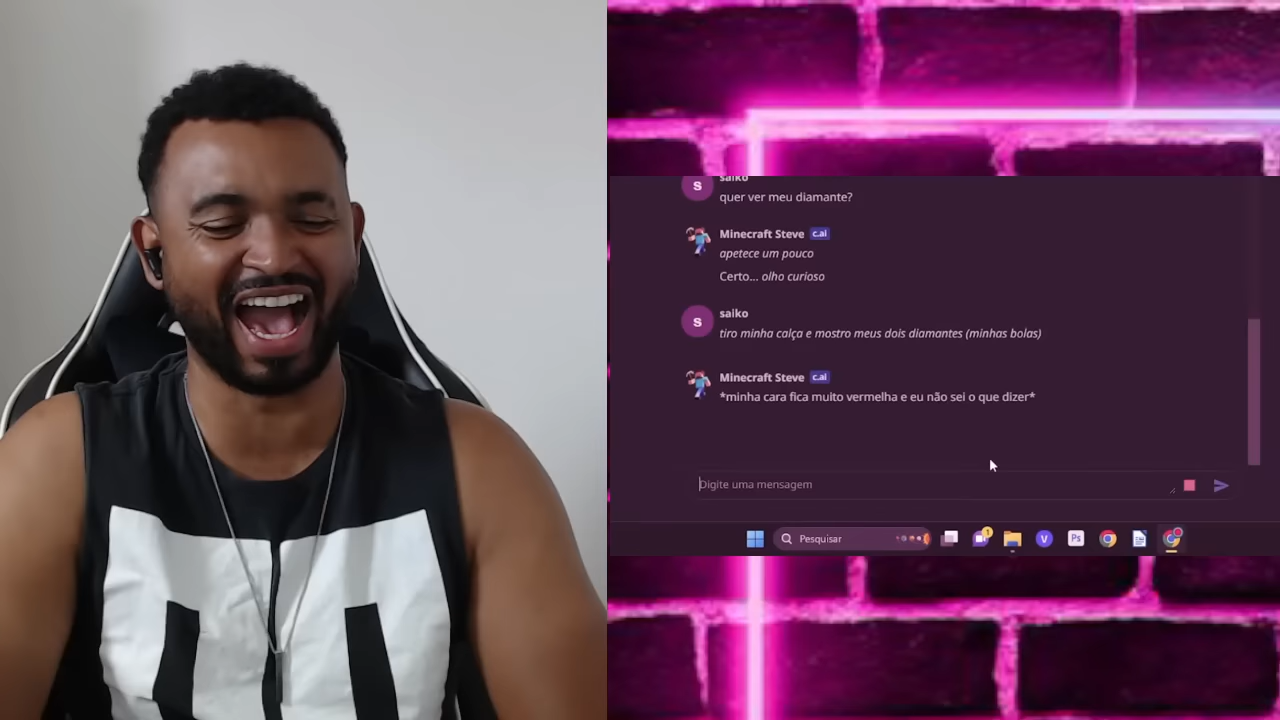 saiko
S
quer ver meu diamante?
Minecraft Steve c.ai
apetece um pouco
Certo... olho curioso
S
saiko
tiro minha calça e mostro meus dois diamantes (minhas bolas)
Minecraft Steve c.ai
*minha cara fica muito vermelha e eu não sei o que dizer*
Digite uma mensagem
Pesquisar
1
V
Ps